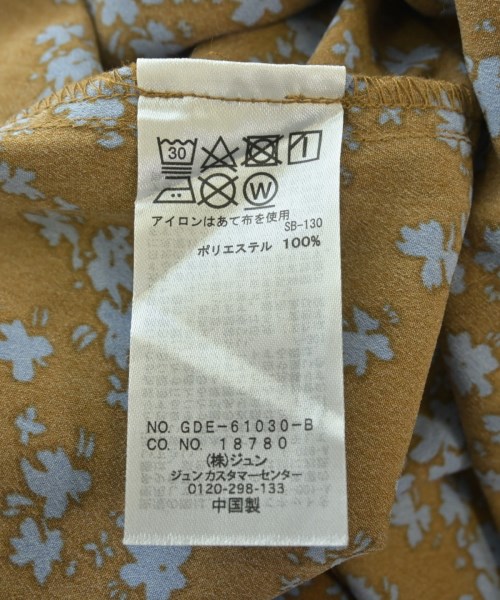 30
W
アイロンはあて布を使用
SB-130
ポリエステル 100%
NO. GDE-61030-B
CO. NO. 18780
(株)ジュン
ジュンカスタマーセンター
0120-298-133
中国製